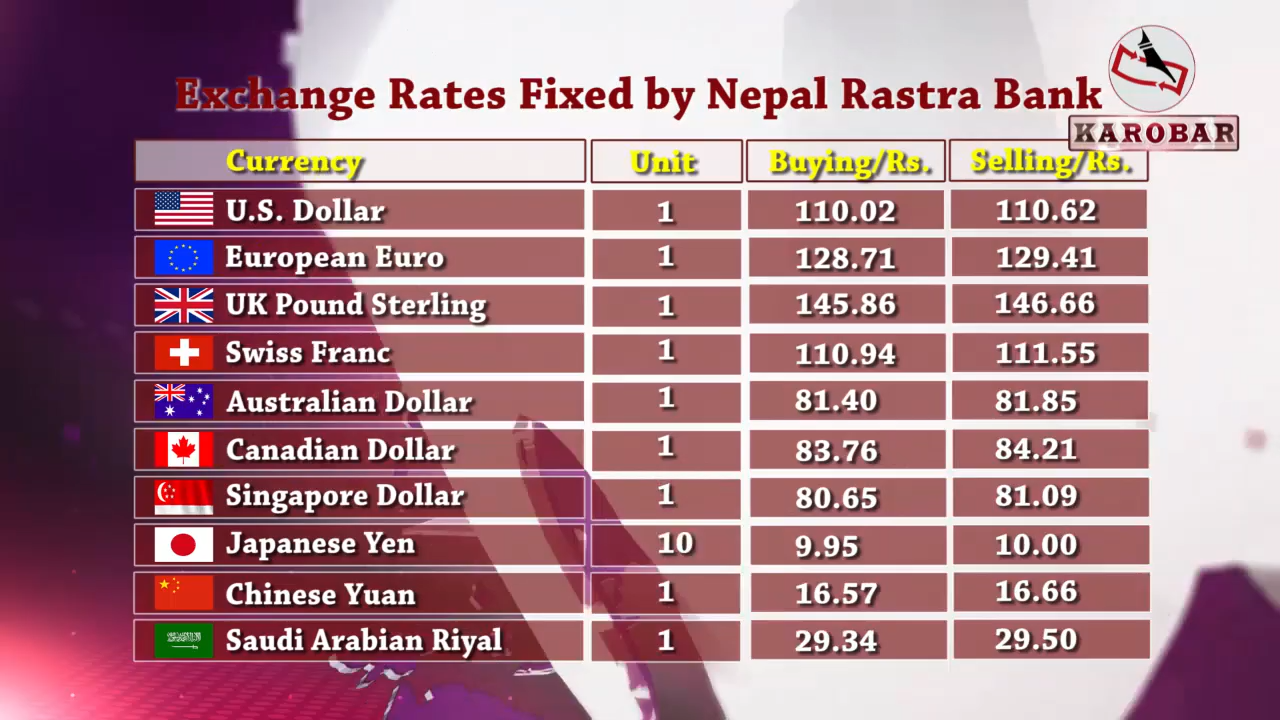 Exchange Rates Fixed by Nepal Rastra Bank
KAROBAR
Currency Unit Buying/Rs. Selling/Rs.
U.S. Dollar 1 110.02 110.62
European Euro 1 128.71 129.41
UK Pound Sterling 1 145.86 146.66
Swiss Franc 1 110.94 111.55
Australian Dollar 1 81.40 81.85
Canadian Dollar 1 83.76 84.21
Singapore Dollar 1 80.65 81.09
Japanese Yen 10 9.95 10.00
Chinese Yuan 1 16.57 16.66
Saudi Arabian Riyal 1 29.34 29.50